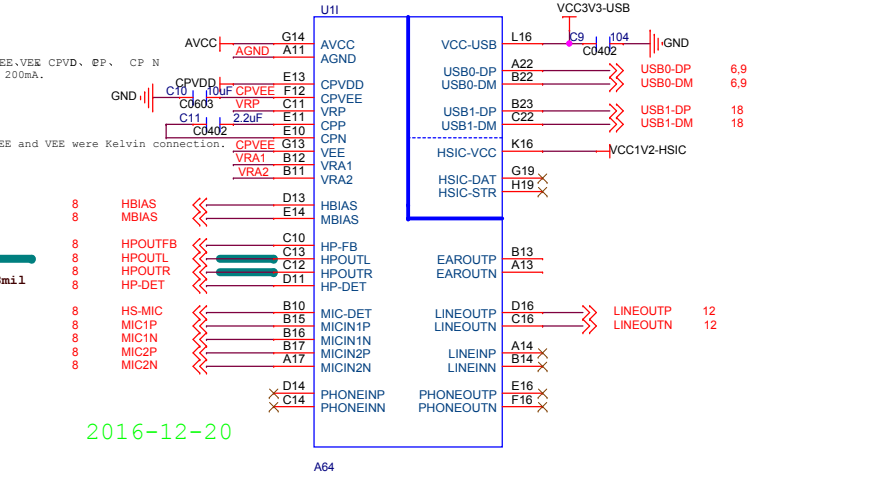 U1I
VCC3V3-USB
AVCC G14 AVCC VCC-USB L16 C9 104 GND
AGND A11 AGND C0402
EE、VEE CPVD、CPP、 CP N
200mA.
USB0-DP A22 USB0-DP 6,9
CPVDD E13 CPVDD USB0-DM B22 USB0-DM 6,9
GND C10 10uF CPVEE F12 CPVEE
C0603 VRP C11 VRP USB1-DP B23 USB1-DP 18
C11 2.2uF E11 CPP USB1-DM C22 USB1-DM 18
C0402 E10 CPN
EE and VEE were Kelvin connection. CPVEE G13 VEE HSIC-VCC K16 VCC1V2-HSIC
VRA1 B12 VRA1
VRA2 B11 VRA2 HSIC-DAT G19
HSIC-STR H19
8 HBIAS D13 HBIAS
8 MBIAS E14 MBIAS
8 HPOUTFB C10 HP-FB
8 HPOUTL C13 HPOUTL EAROUTP B13
8 HPOUTR C12 HPOUTR EAROUTN A13
mil 8 HP-DET D11 HP-DET
8 HS-MIC B10 MIC-DET LINEOUTP D16 LINEOUTP 12
8 MIC1P B15 MICIN1P LINEOUTN C16 LINEOUTN 12
8 MIC1N B16 MICIN1N
8 MIC2P B17 MICIN2P LINEINP A14
8 MIC2N A17 MICIN2N LINEINN B14
D14 PHONEINP PHONEOUTP E16
C14 PHONEINN PHONEOUTN F16
2016-12-20
A64